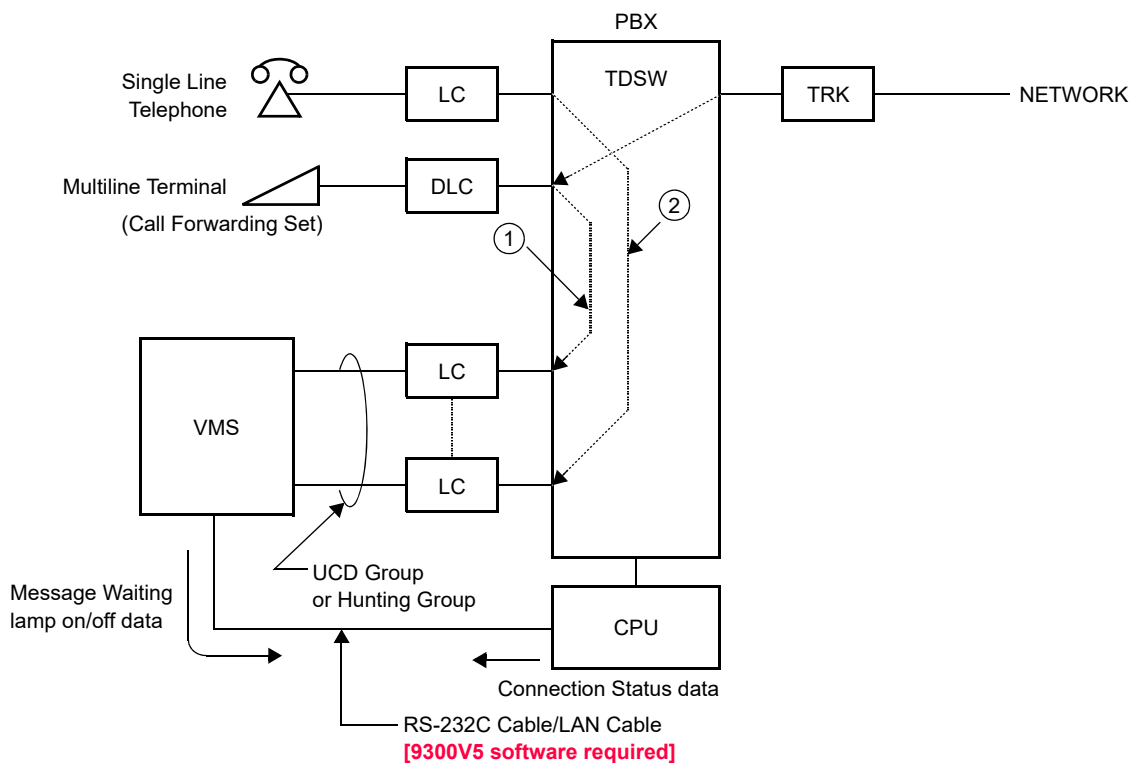 PBX
Single Line
Telephone
LC
TDSW
TRK
NETWORK
Multiline Terminal
(Call Forwarding Set)
DLC
1
2
VMS
LC
LC
UCD Group
or Hunting Group
Message Waiting
lamp on/off data
CPU
Connection Status data
RS-232C Cable/LAN Cable
[9300V5 software required]